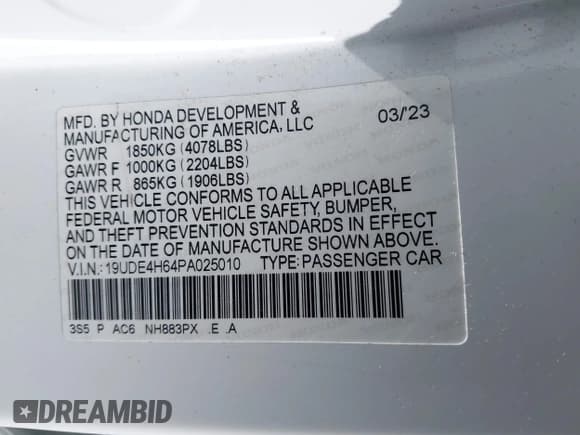 MFD. BY HONDA DEVELOPMENT &
MANUFACTURING OF AMERICA, LLC 03/'23
GVWR 1850KG (4078LBS)
GAWR F 1000KG (2204LBS)
GAWR R 865KG (1906LBS)
THIS VEHICLE CONFORMS TO ALL APPLICABLE
FEDERAL MOTOR VEHICLE SAFETY, BUMPER,
AND THEFT PREVENTION STANDARDS IN EFFECT
ON THE DATE OF MANUFACTURE SHOWN ABOVE.
V.I.N.: 19UDE4H64PA025010 TYPE: PASSENGER CAR
3S5 P AC6 NH883PX .E .A
DREAMBID